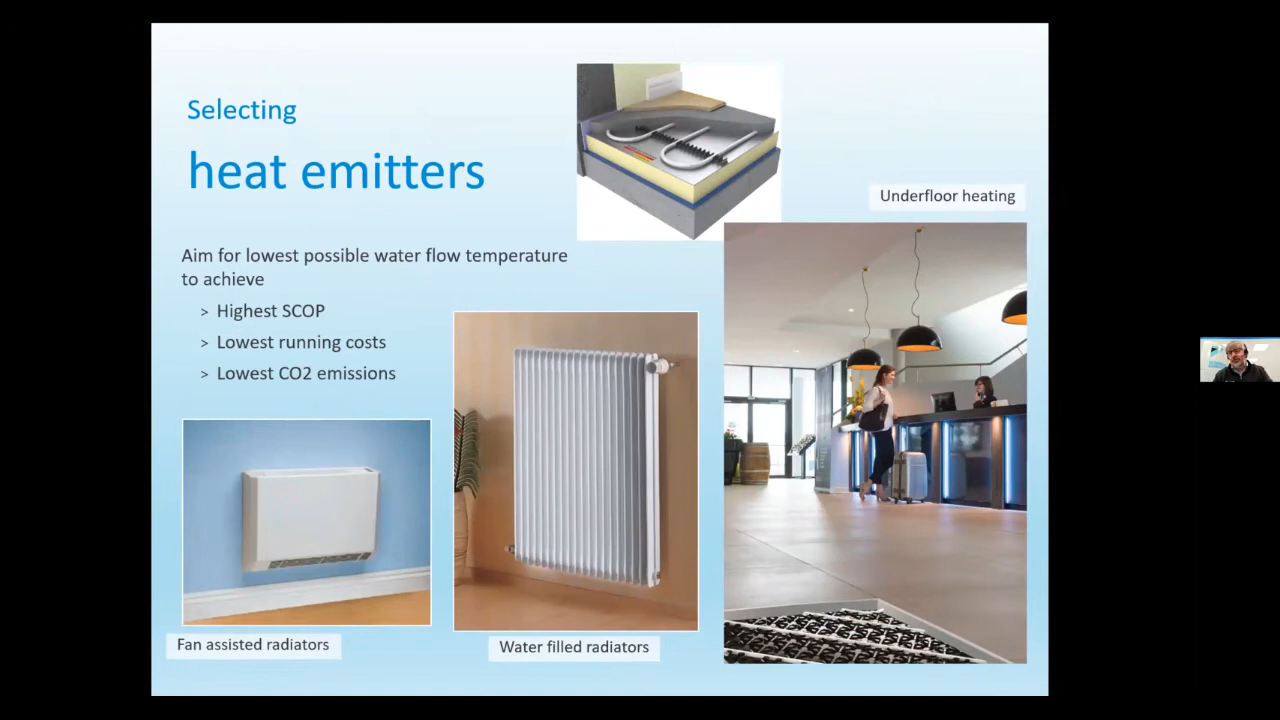 Selecting
heat emitters
Underfloor heating
Aim for lowest possible water flow temperature
to achieve
> Highest SCOP
> Lowest running costs
> Lowest CO2 emissions
Fan assisted radiators
Water filled radiators